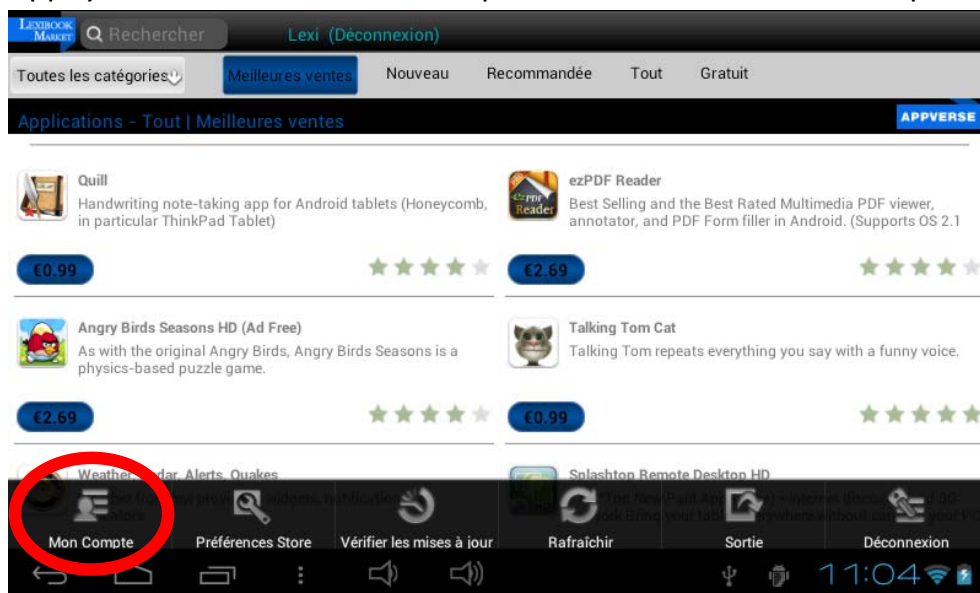 LEXIBOOK
MARKET
Rechercher
Lexi (Déconnexion)
Toutes les catégories
Meilleures ventes
Nouveau
Recommandée
Tout
Gratuit
Applications - Tout | Meilleures ventes
APPVERSE
Quill
Handwriting note-taking app for Android tablets (Honeycomb,
in particular ThinkPad Tablet)
€0.99
ezPDF Reader
Best Selling and the Best Rated Multimedia PDF viewer,
annotator, and PDF Form filler in Android. (Supports OS 2.1
€2.69
Angry Birds Seasons HD (Ad Free)
As with the original Angry Birds, Angry Birds Seasons is a
physics-based puzzle game.
€2.69
Talking Tom Cat
Talking Tom repeats everything you say with a funny voice.
€0.99
Weather Radar, Alerts, Quakes
Splashtop Remote Desktop HD
Mon Compte
Préférences Store
Vérifier les mises à jour
Rafraîchir
Sortie
Déconnexion
11:04